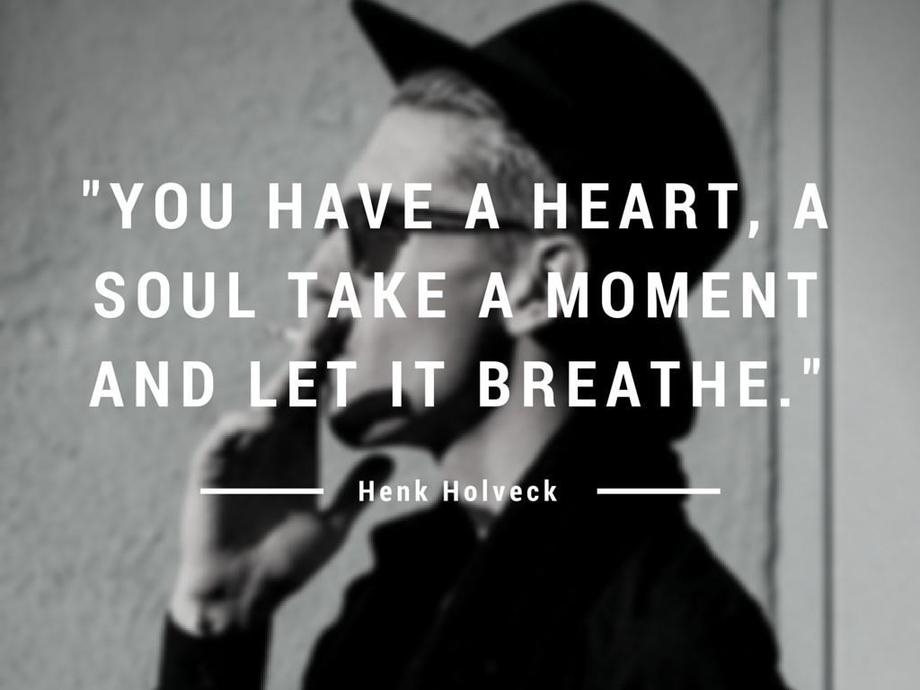 "YOU HAVE A HEART, A
SOUL TAKE A MOMENT
AND LET IT BREATHE."
Henk Holveck